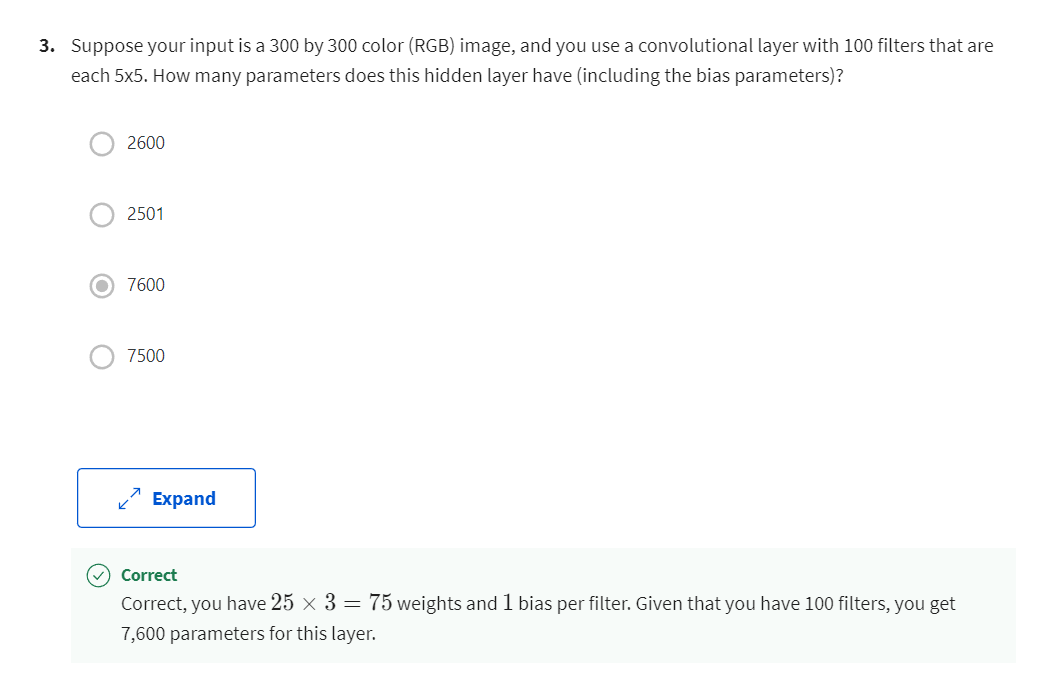 3. Suppose your input is a 300 by 300 color (RGB) image, and you use a convolutional layer with 100 filters that are
each 5x5. How many parameters does this hidden layer have (including the bias parameters)?
2600
2501
7600
7500
Expand
Correct
Correct, you have 25 × 3 = 75 weights and 1 bias per filter. Given that you have 100 filters, you get
7,600 parameters for this layer.